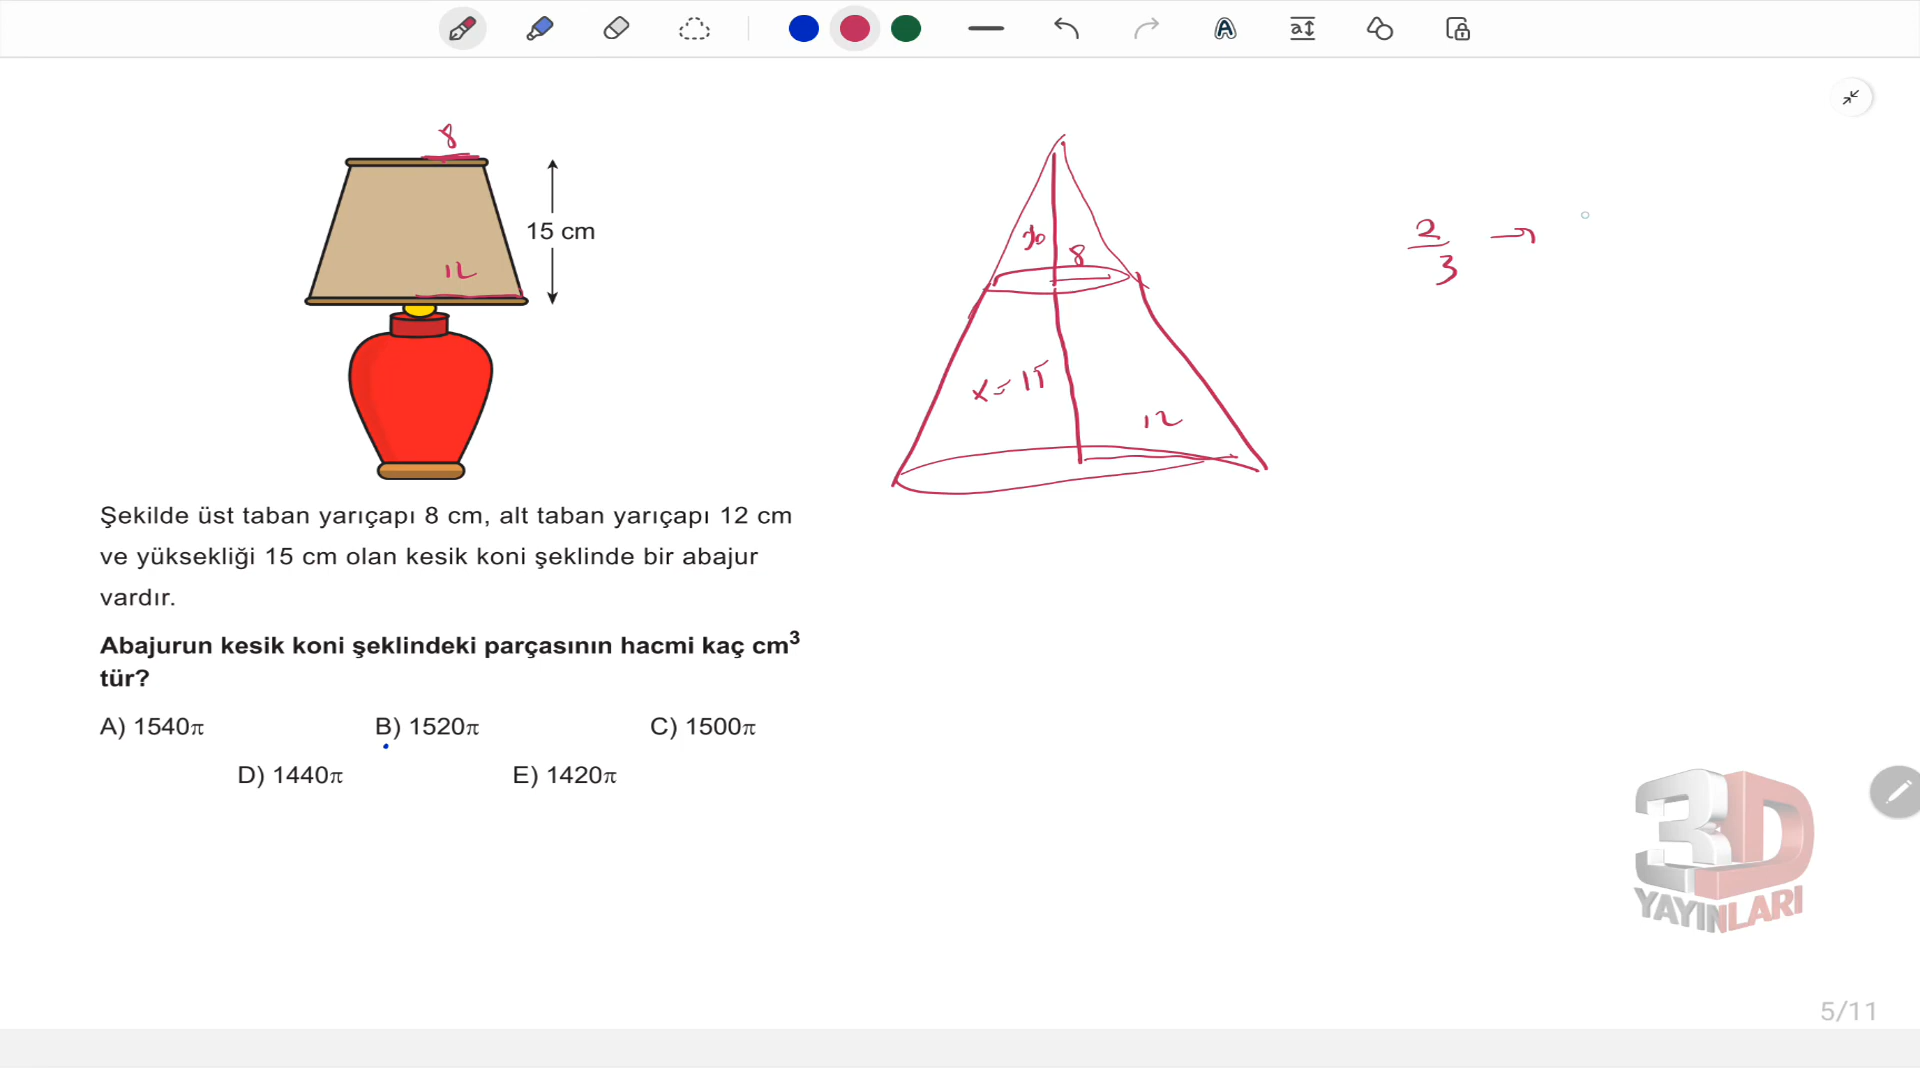 8
15 cm
12
30
8
x = 15
12
2
3
Şekilde üst taban yarıçapı 8 cm, alt taban yarıçapı 12 cm
ve yüksekliği 15 cm olan kesik koni şeklinde bir abajur
vardır.
Abajurun kesik koni şeklindeki parçasının hacmi kaç cm³
tür?
A) 1540π B) 1520π C) 1500π
D) 1440π E) 1420π
3D
YAYINLARI
5/11